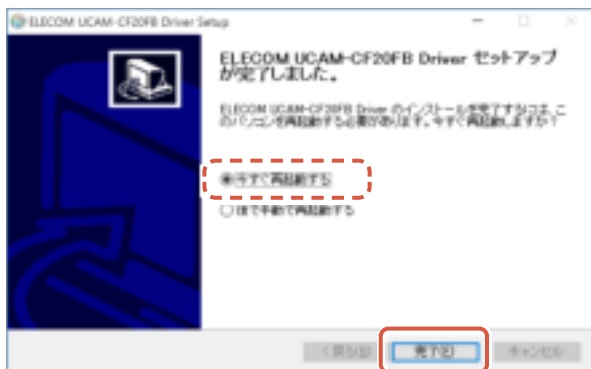 ELECOM UCAM-CF20FB Driver Setup
ELECOM UCAM-CF20FB Driver セットアップ
が完了しました。
ELECOM UCAM-CF20FB Driver のインストールを完了するには、こ
のパソコンを再起動する必要があります。今すぐ再起動しますか？
今すぐ再起動する
後で手動で再起動する
< 戻る(B)
完了(F)
キャンセル